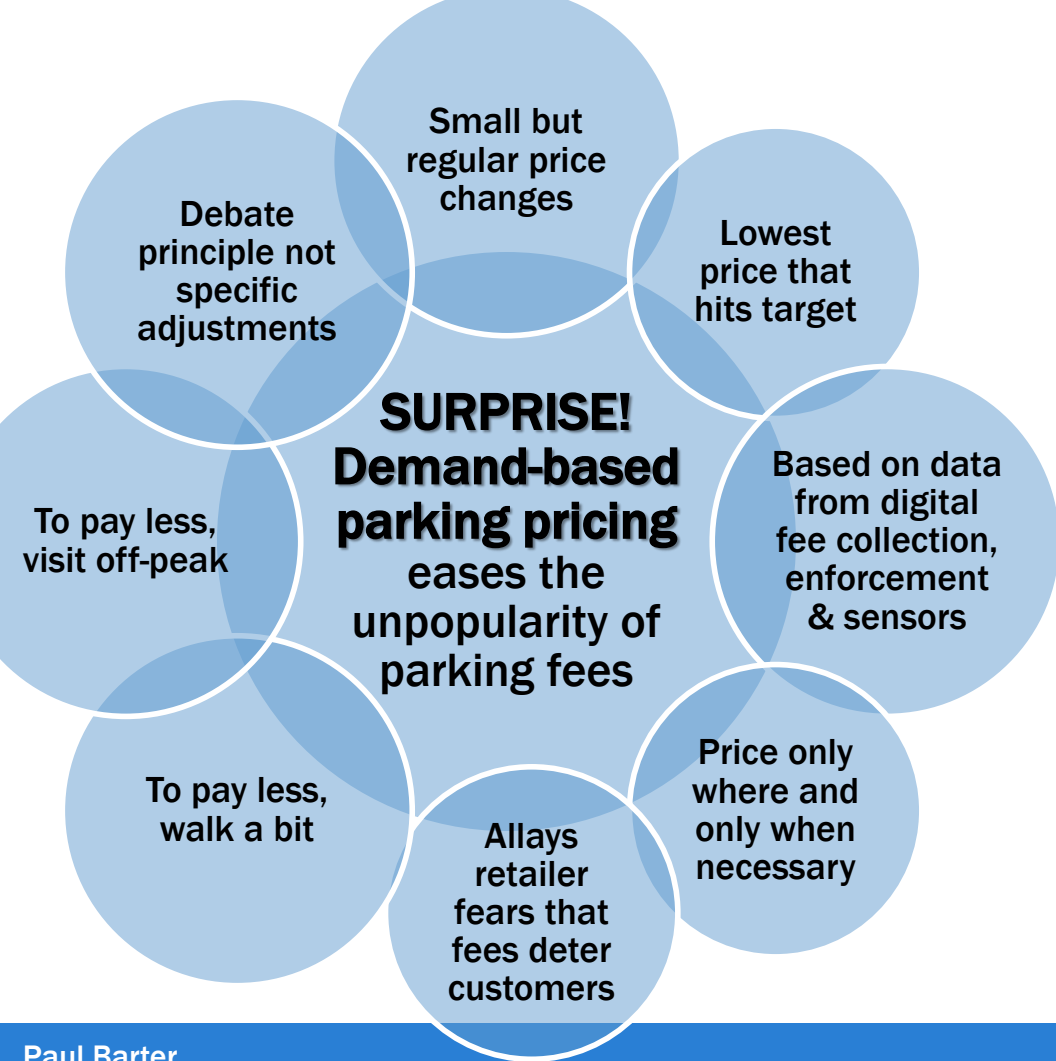 Small but
regular price
changes
Lowest
price that
hits target
Based on data
from digital
fee collection,
enforcement
& sensors
Price only
where and
only when
necessary
Allays
retailer
fears that
fees deter
customers
To pay less,
walk a bit
To pay less,
visit off-peak
Debate
principle not
specific
adjustments
SURPRISE!
Demand-based
parking pricing
eases the
unpopularity of
parking fees
Paul Barter